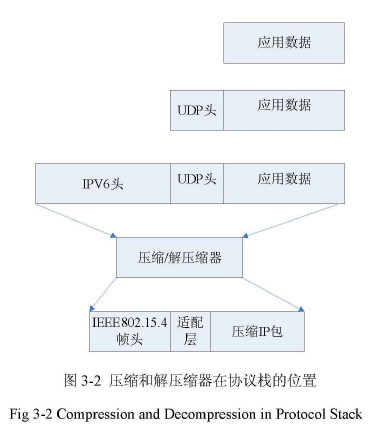 应用数据
UDP头 应用数据
IPV6头 UDP头 应用数据
压缩/解压缩器
IEEE802.15.4
帧头
适配
层
压缩IP包
图 3-2 压缩和解压缩器在协议栈的位置
Fig 3-2 Compression and Decompression in Protocol Stack